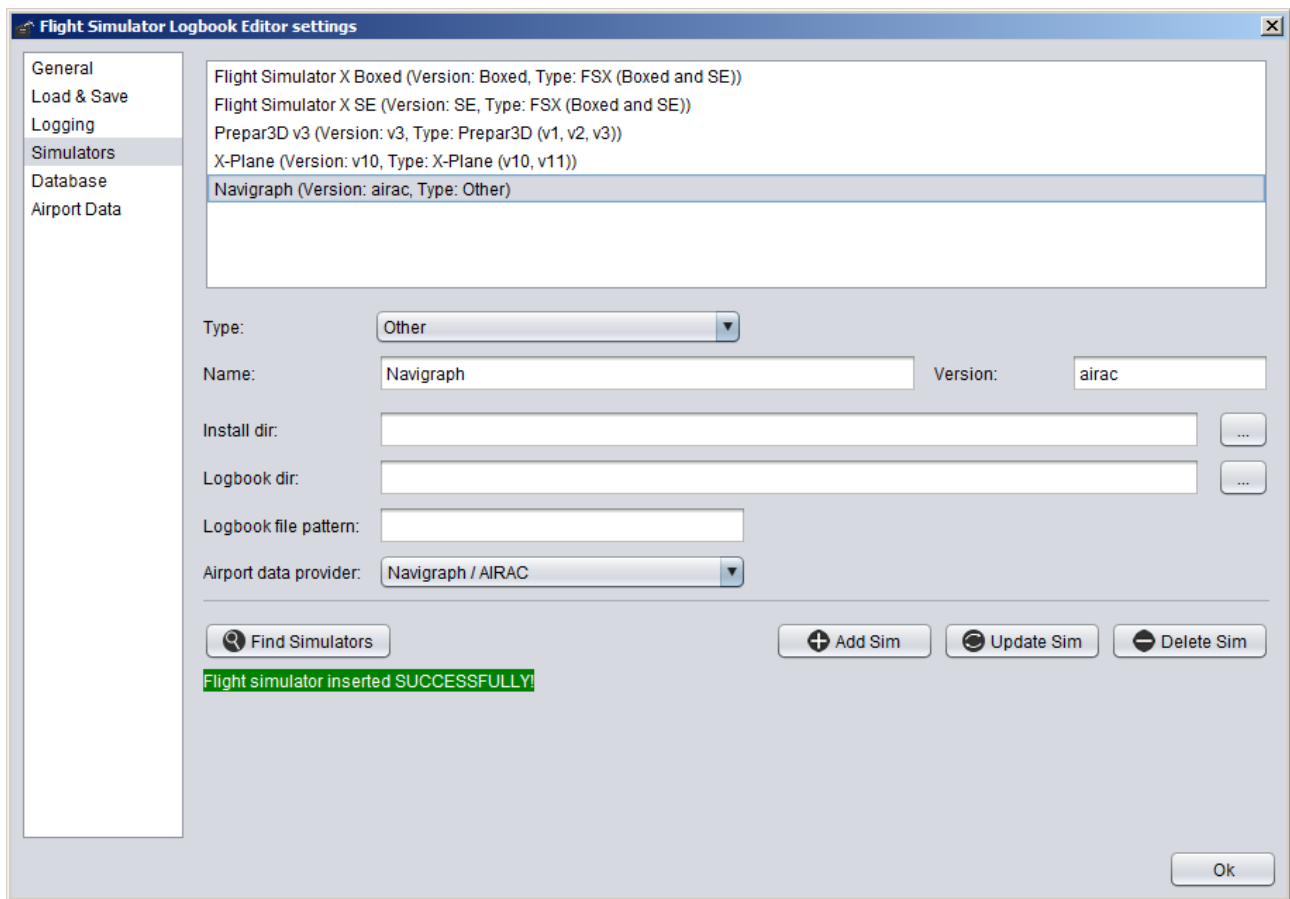 Flight Simulator Logbook Editor settings
General
Load & Save
Logging
Simulators
Database
Airport Data
Flight Simulator X Boxed (Version: Boxed, Type: FSX (Boxed and SE))
Flight Simulator X SE (Version: SE, Type: FSX (Boxed and SE))
Prepar3D v3 (Version: v3, Type: Prepar3D (v1, v2, v3))
X-Plane (Version: v10, Type: X-Plane (v10, v11))
Navigraph (Version: airac, Type: Other)
Type: Other
Name: Navigraph Version: airac
Install dir: ...
Logbook dir: ...
Logbook file pattern:
Airport data provider: Navigraph / AIRAC
Find Simulators Add Sim Update Sim Delete Sim
Flight simulator inserted SUCCESSFULLY!
Ok